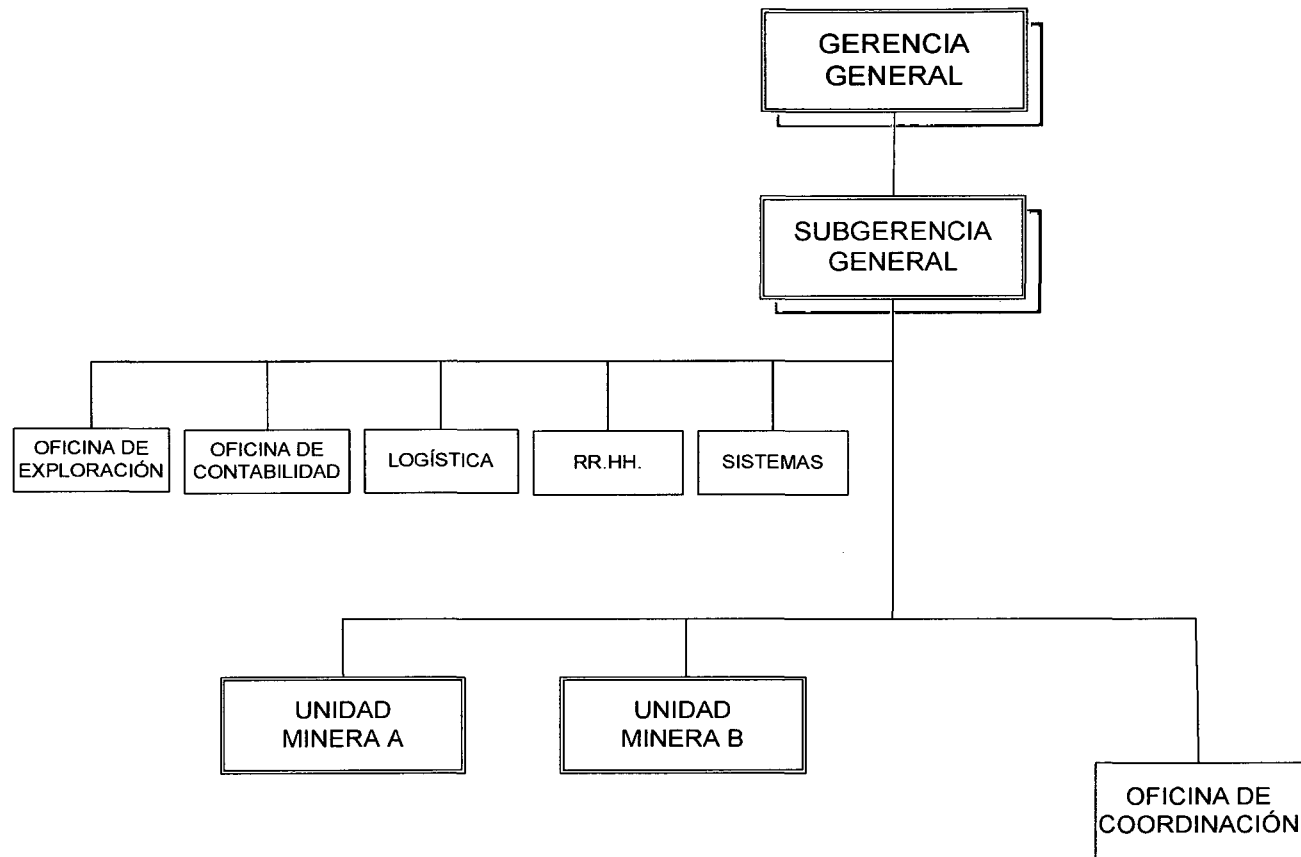 GERENCIA
GENERAL
SUBGERENCIA
GENERAL
OFICINA DE
EXPLORACIÓN
OFICINA DE
CONTABILIDAD
LOGÍSTICA
RR.HH.
SISTEMAS
UNIDAD
MINERA A
UNIDAD
MINERA B
OFICINA DE
COORDINACIÓN